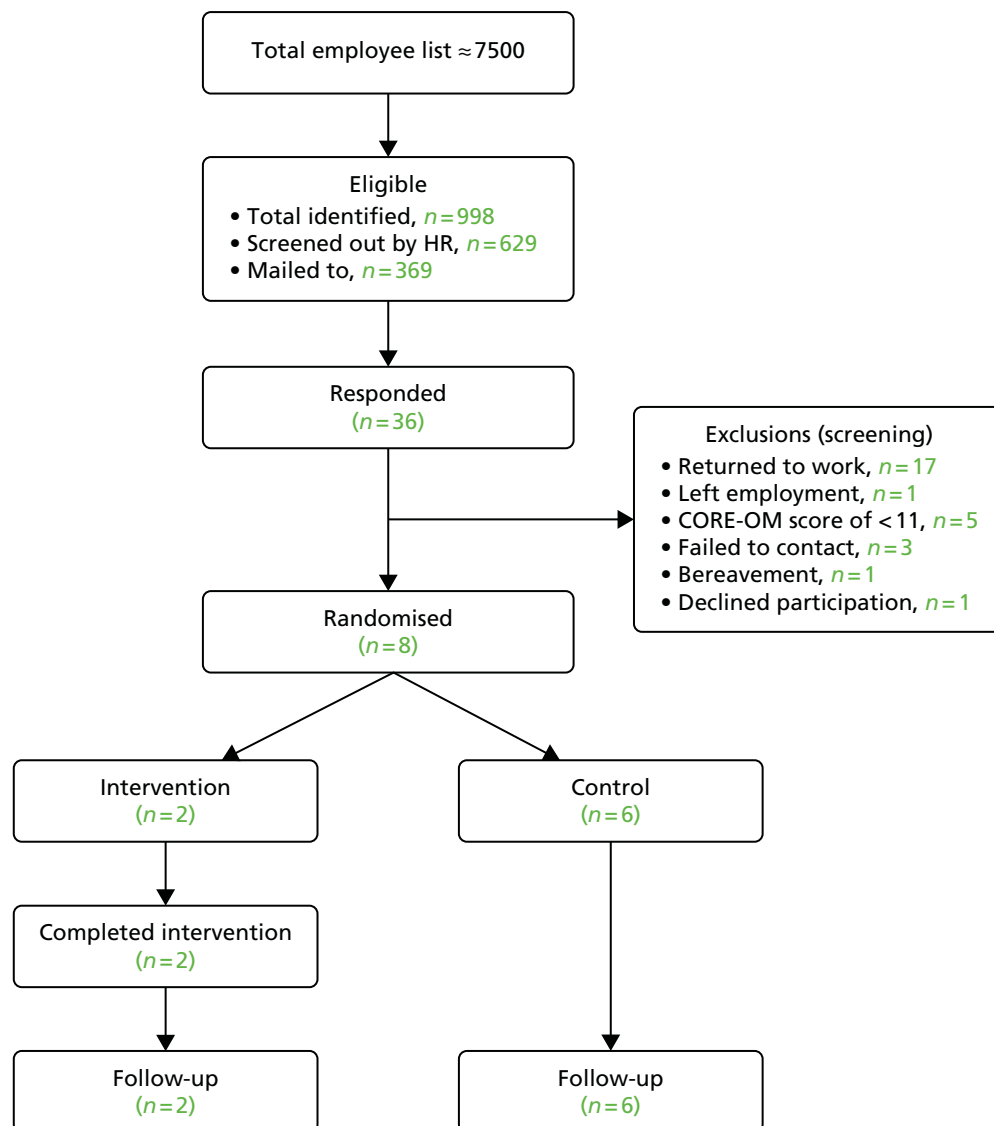 Total employee list ≈7500
Eligible
• Total identified, n=998
• Screened out by HR, n=629
• Mailed to, n=369
Responded
(n=36)
Exclusions (screening)
• Returned to work, n=17
• Left employment, n=1
• CORE-OM score of <11, n=5
• Failed to contact, n=3
• Bereavement, n=1
• Declined participation, n=1
Randomised
(n=8)
Intervention
(n=2)
Control
(n=6)
Completed intervention
(n=2)
Follow-up
(n=2)
Follow-up
(n=6)